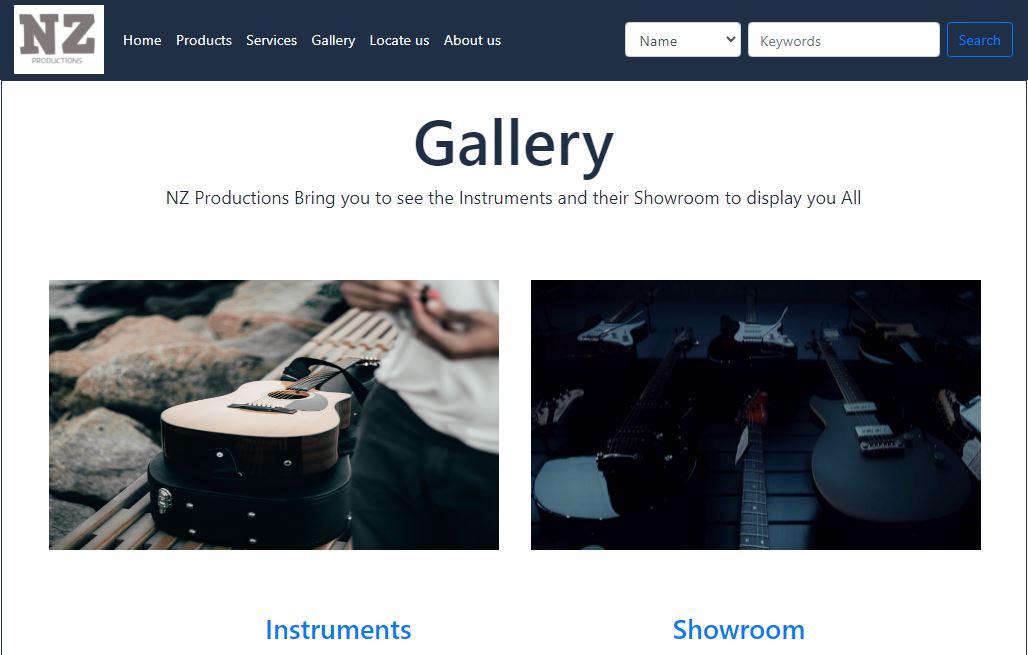 NZ
PRODUCTIONS
Home Products Services Gallery Locate us About us Name Keywords Search
Gallery
NZ Productions Bring you to see the Instruments and their Showroom to display you All
Instruments Showroom